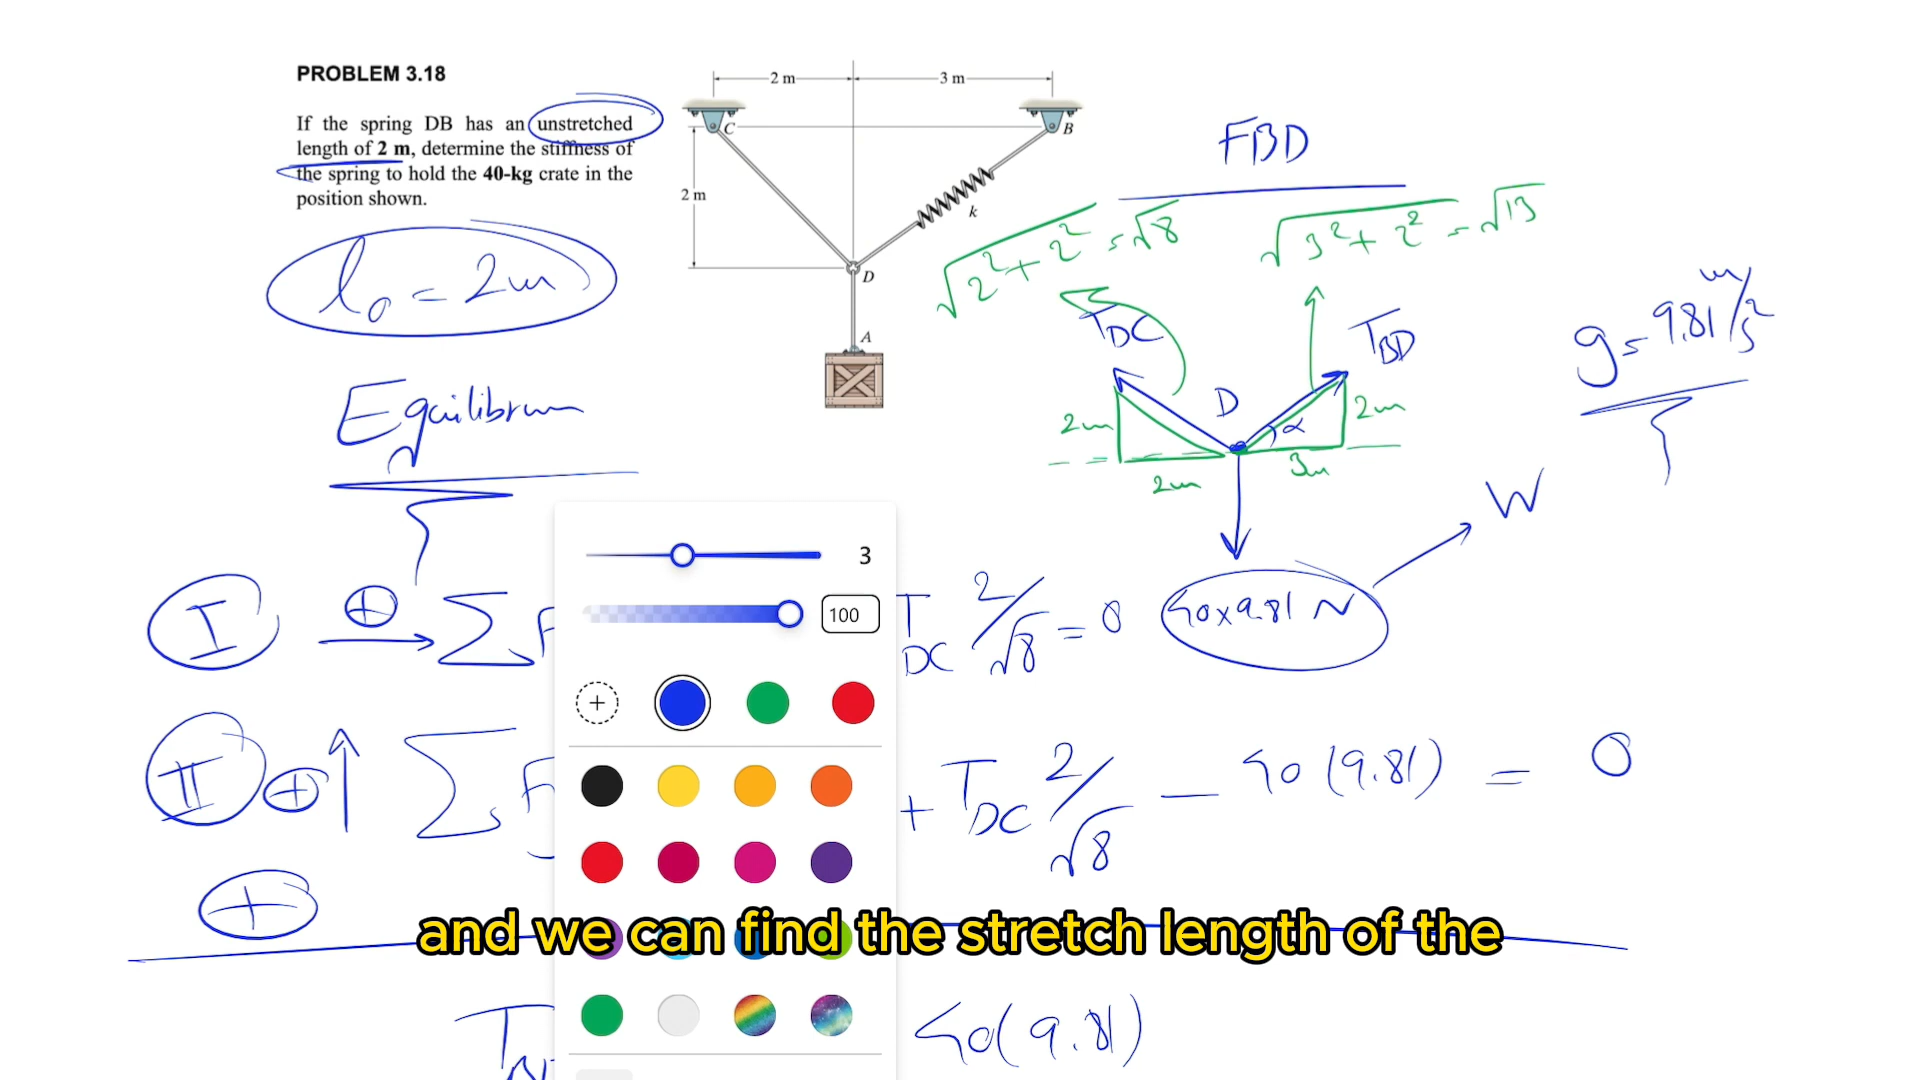 PROBLEM 3.18
If the spring DB has an unstretched
length of 2 m, determine the stiffness of
the spring to hold the 40-kg crate in the
position shown.
2 m
3 m
C
B
2 m
k
D
A
l₀ = 2m
FBD
√2²+2² = √8
√3²+2² = √13
g = 9.81 m/s²
T_DC
T_BD
D
α
2m
2m
2m
3m
W
40x9.81 N
Equilibrium
I + → Σ F
T_DC 2/√8 = 0
II + ↑ Σ F
+ T_DC 2/√8 − 40(9.81) = 0
+
T
40(9.81)
3
100
+
and we can find the stretch length of the